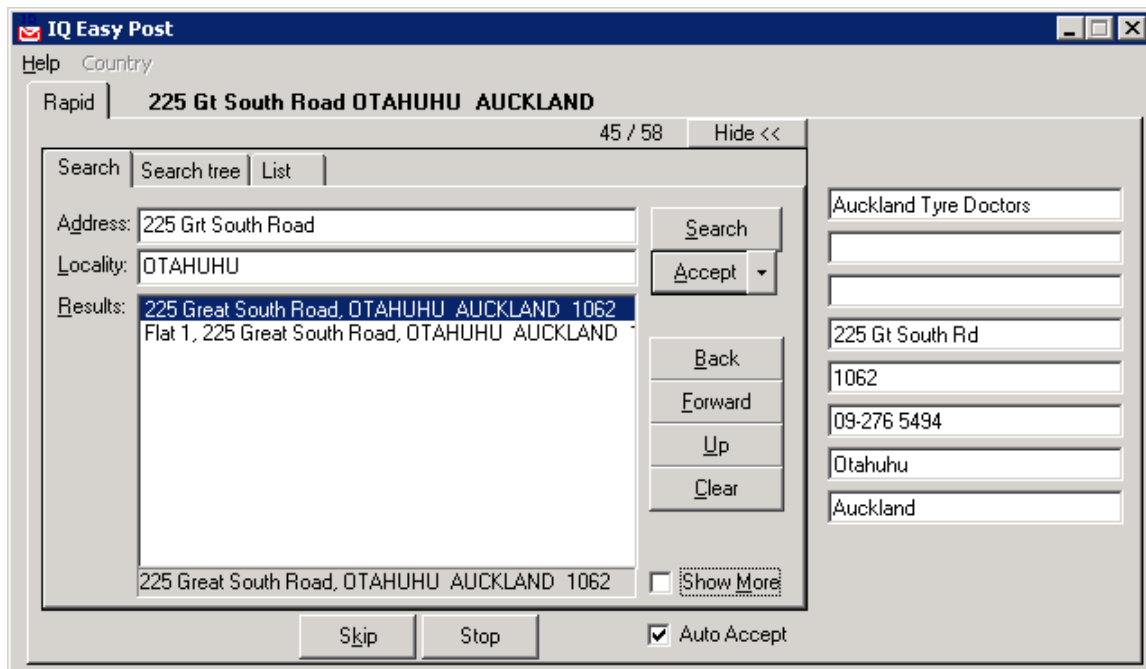 IQ Easy Post
Help Country
Rapid 225 Gt South Road OTAHUHU AUCKLAND
45 / 58 Hide <<
Search Search tree List
Address: 225 Grt South Road Search
Locality: OTAHUHU Accept
Results: 225 Great South Road, OTAHUHU AUCKLAND 1062
Flat 1, 225 Great South Road, OTAHUHU AUCKLAND
Back
Forward
Up
Clear
225 Great South Road, OTAHUHU AUCKLAND 1062 Show More
Skip Stop Auto Accept
Auckland Tyre Doctors
225 Gt South Rd
1062
09-276 5494
Otahuhu
Auckland